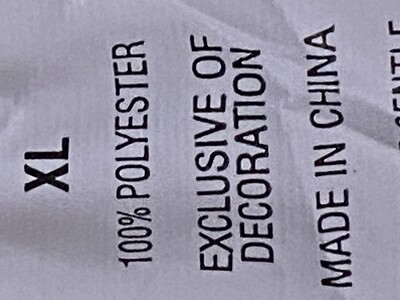 XL
100% POLYESTER
EXCLUSIVE OF
DECORATION
MADE IN CHINA